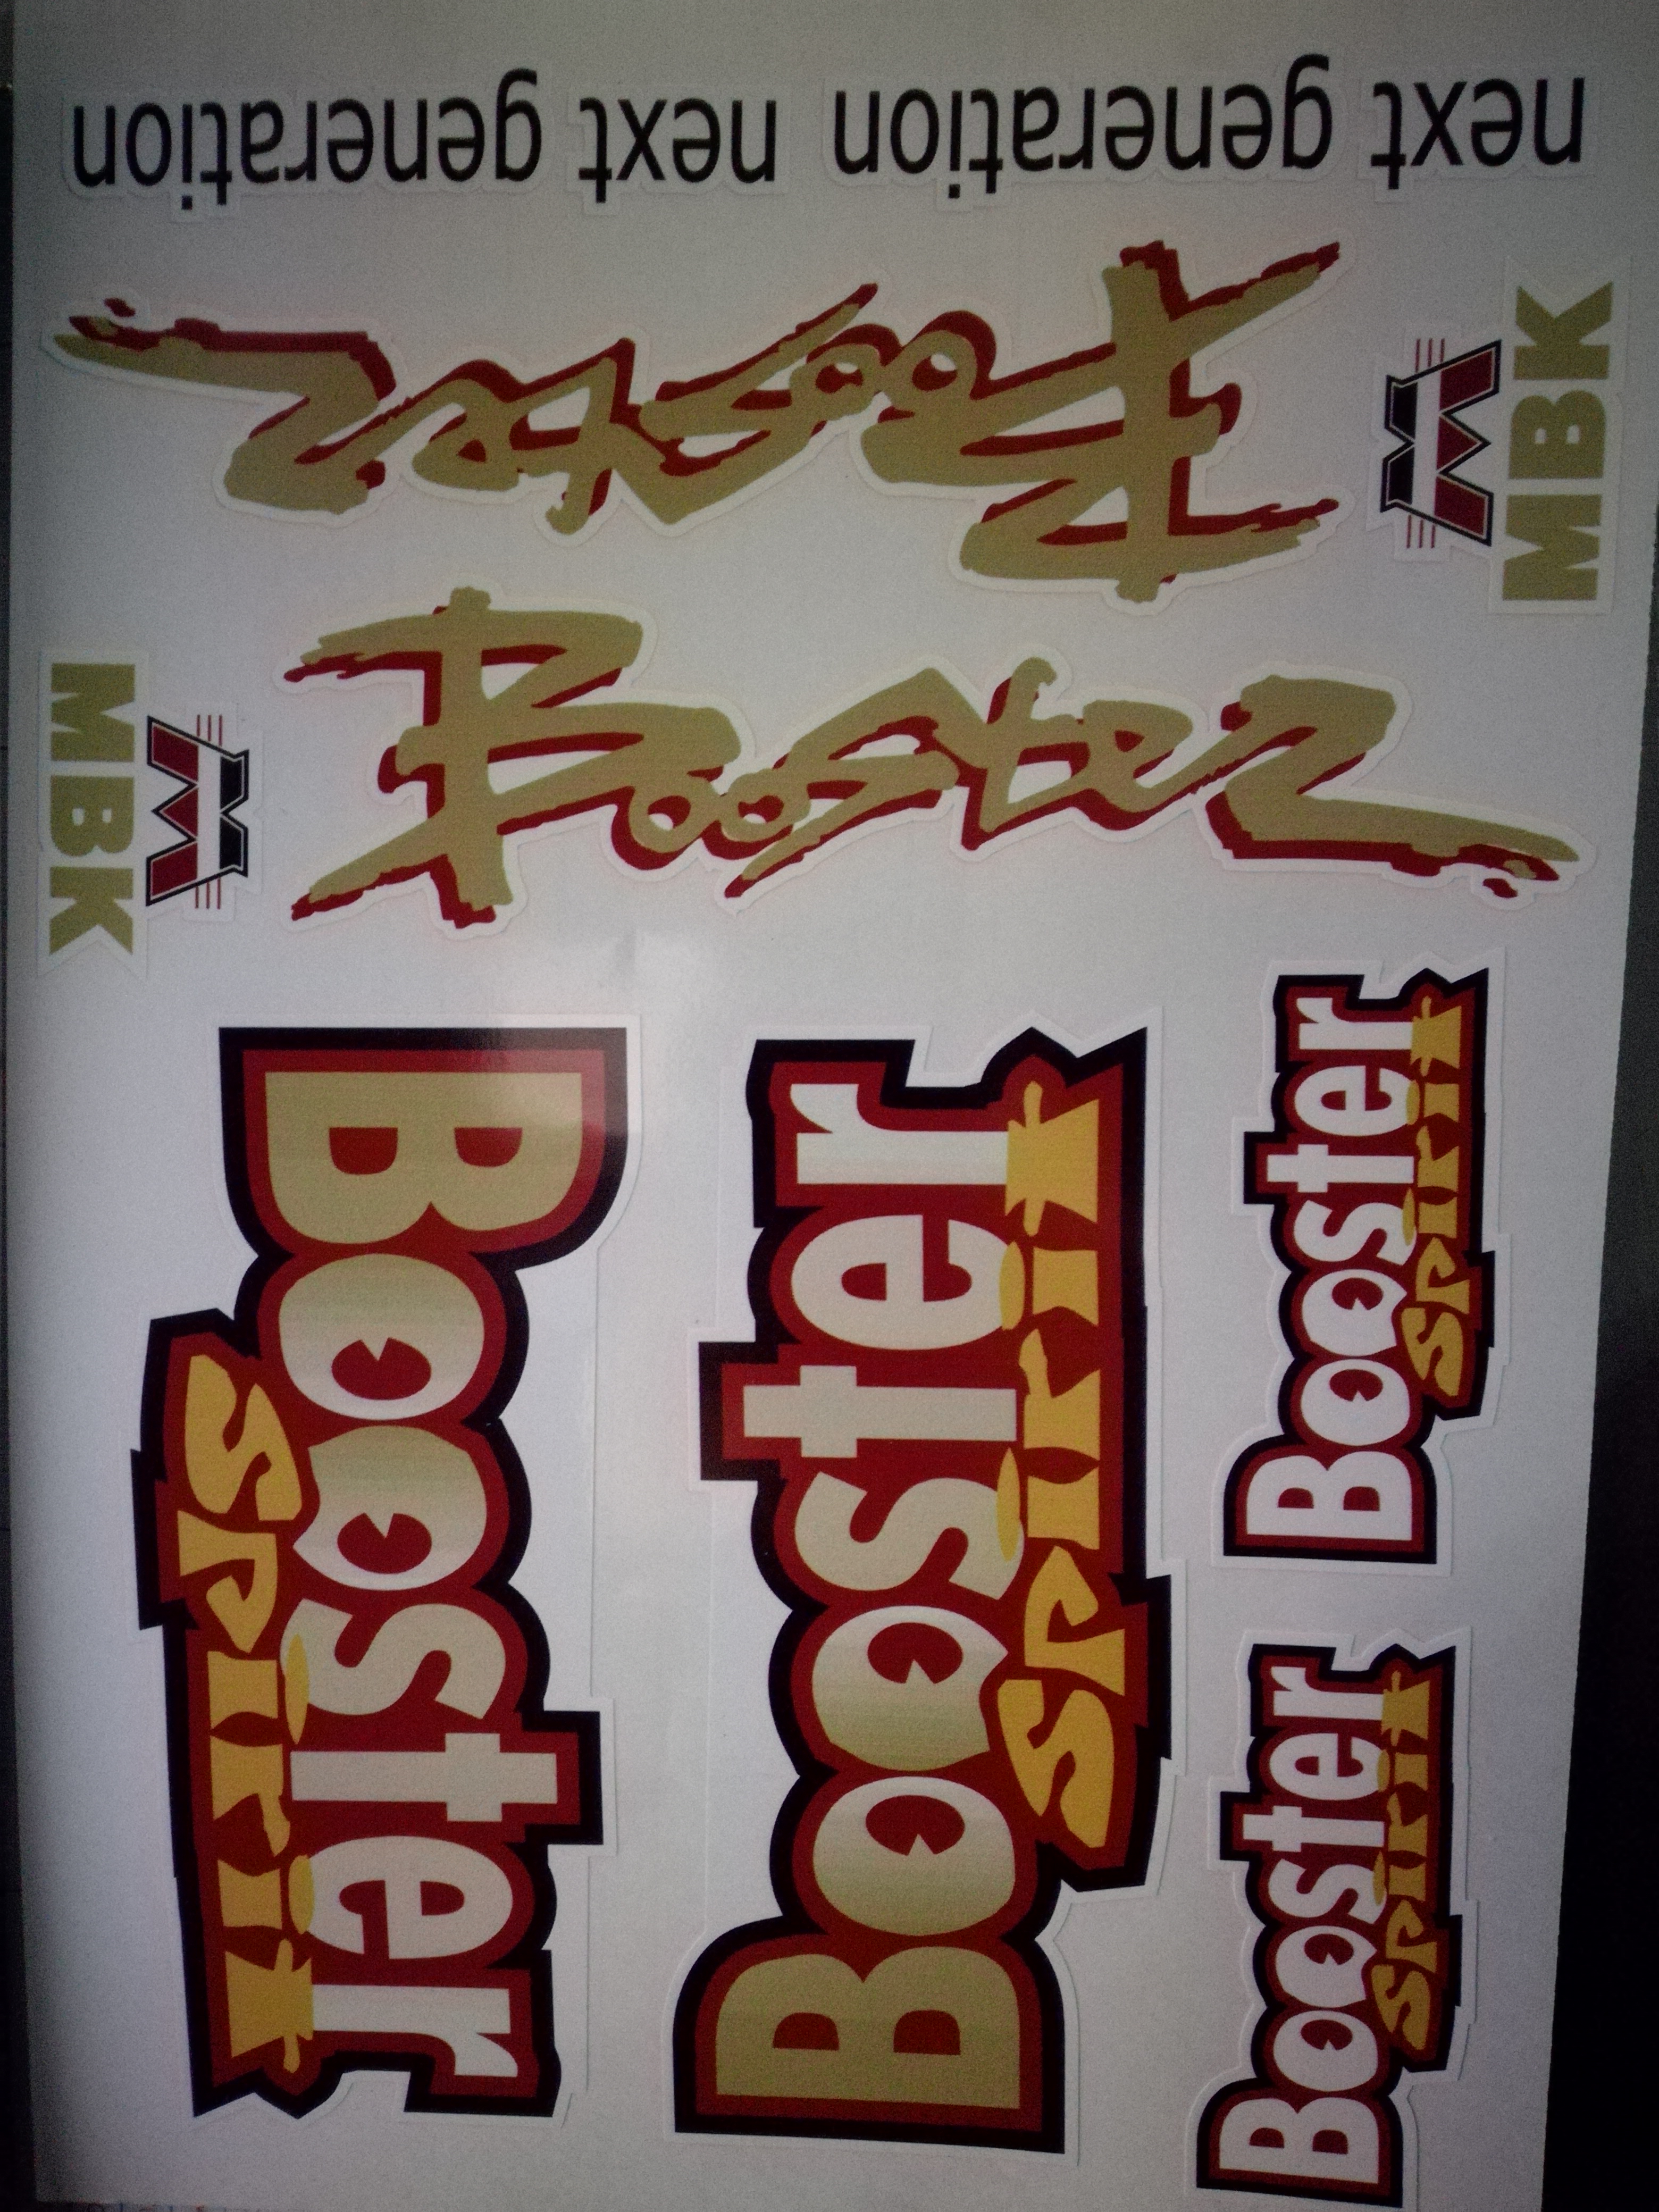 next generation
next generation
Booster
MBK
Booster
MBK
Booster
Spirit
Booster
Spirit
Booster
Spirit
Booster
Spirit